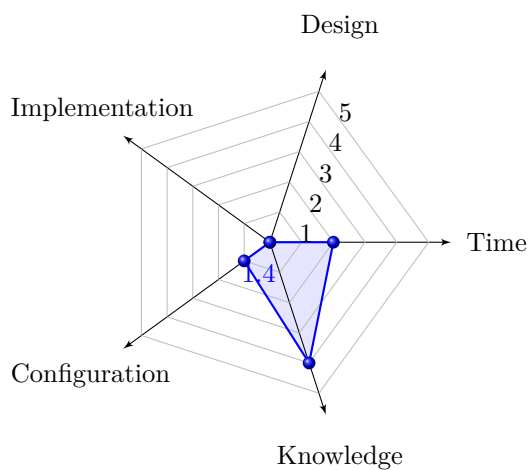 Design
Implementation
5
4
3
2
1
Time
1.4
Configuration
Knowledge